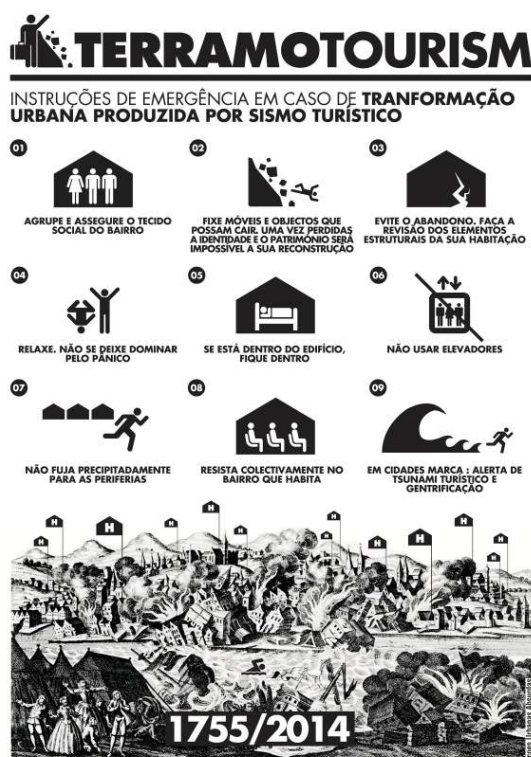 TERRAMOTOURISM
INSTRUÇÕES DE EMERGÊNCIA EM CASO DE TRANFORMAÇÃO
URBANA PRODUZIDA POR SISMO TURÍSTICO
01
AGRUPE E ASSEGURE O TECIDO
SOCIAL DO BAIRRO
02
FIXE MÓVEIS E OBJECTOS QUE
POSSAM CAIR. UMA VEZ PERDIDAS
A IDENTIDADE E O PATRIMÓNIO SERÁ
IMPOSSÍVEL A SUA RECONSTRUÇÃO
03
EVITE O ABANDONO. FAÇA A
REVISÃO DOS ELEMENTOS
ESTRUTURAIS DA SUA HABITAÇÃO
04
RELAXE. NÃO SE DEIXE DOMINAR
PELO PÁNICO
05
SE ESTÁ DENTRO DO EDIFÍCIO,
FIQUE DENTRO
06
NÃO USAR ELEVADORES
07
NÃO FUJA PRECIPITADAMENTE
PARA AS PERIFERIAS
08
RESISTA COLECTIVAMENTE NO
BAIRRO QUE HABITA
09
EM CIDADES MARCA : ALERTA DE
TSUNAMI TURÍSTICO E
GENTRIFICAÇÃO
H
H
H
H
H
H
H
H
H
H
H
1755/2014